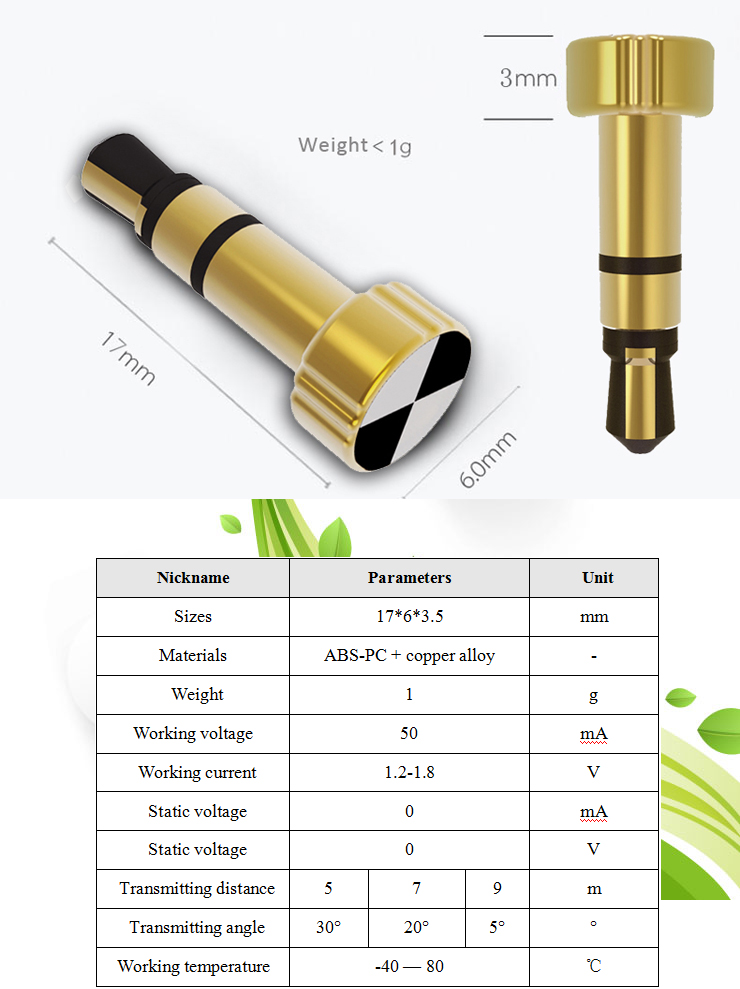 3mm
Weight < 1g
17mm
6.0mm
Nickname Parameters Unit
Sizes 17*6*3.5 mm
Materials ABS-PC + copper alloy -
Weight 1 g
Working voltage 50 mA
Working current 1.2-1.8 V
Static voltage 0 mA
Static voltage 0 V
Transmitting distance 5 7 9 m
Transmitting angle 30° 20° 5° °
Working temperature -40 — 80 ℃